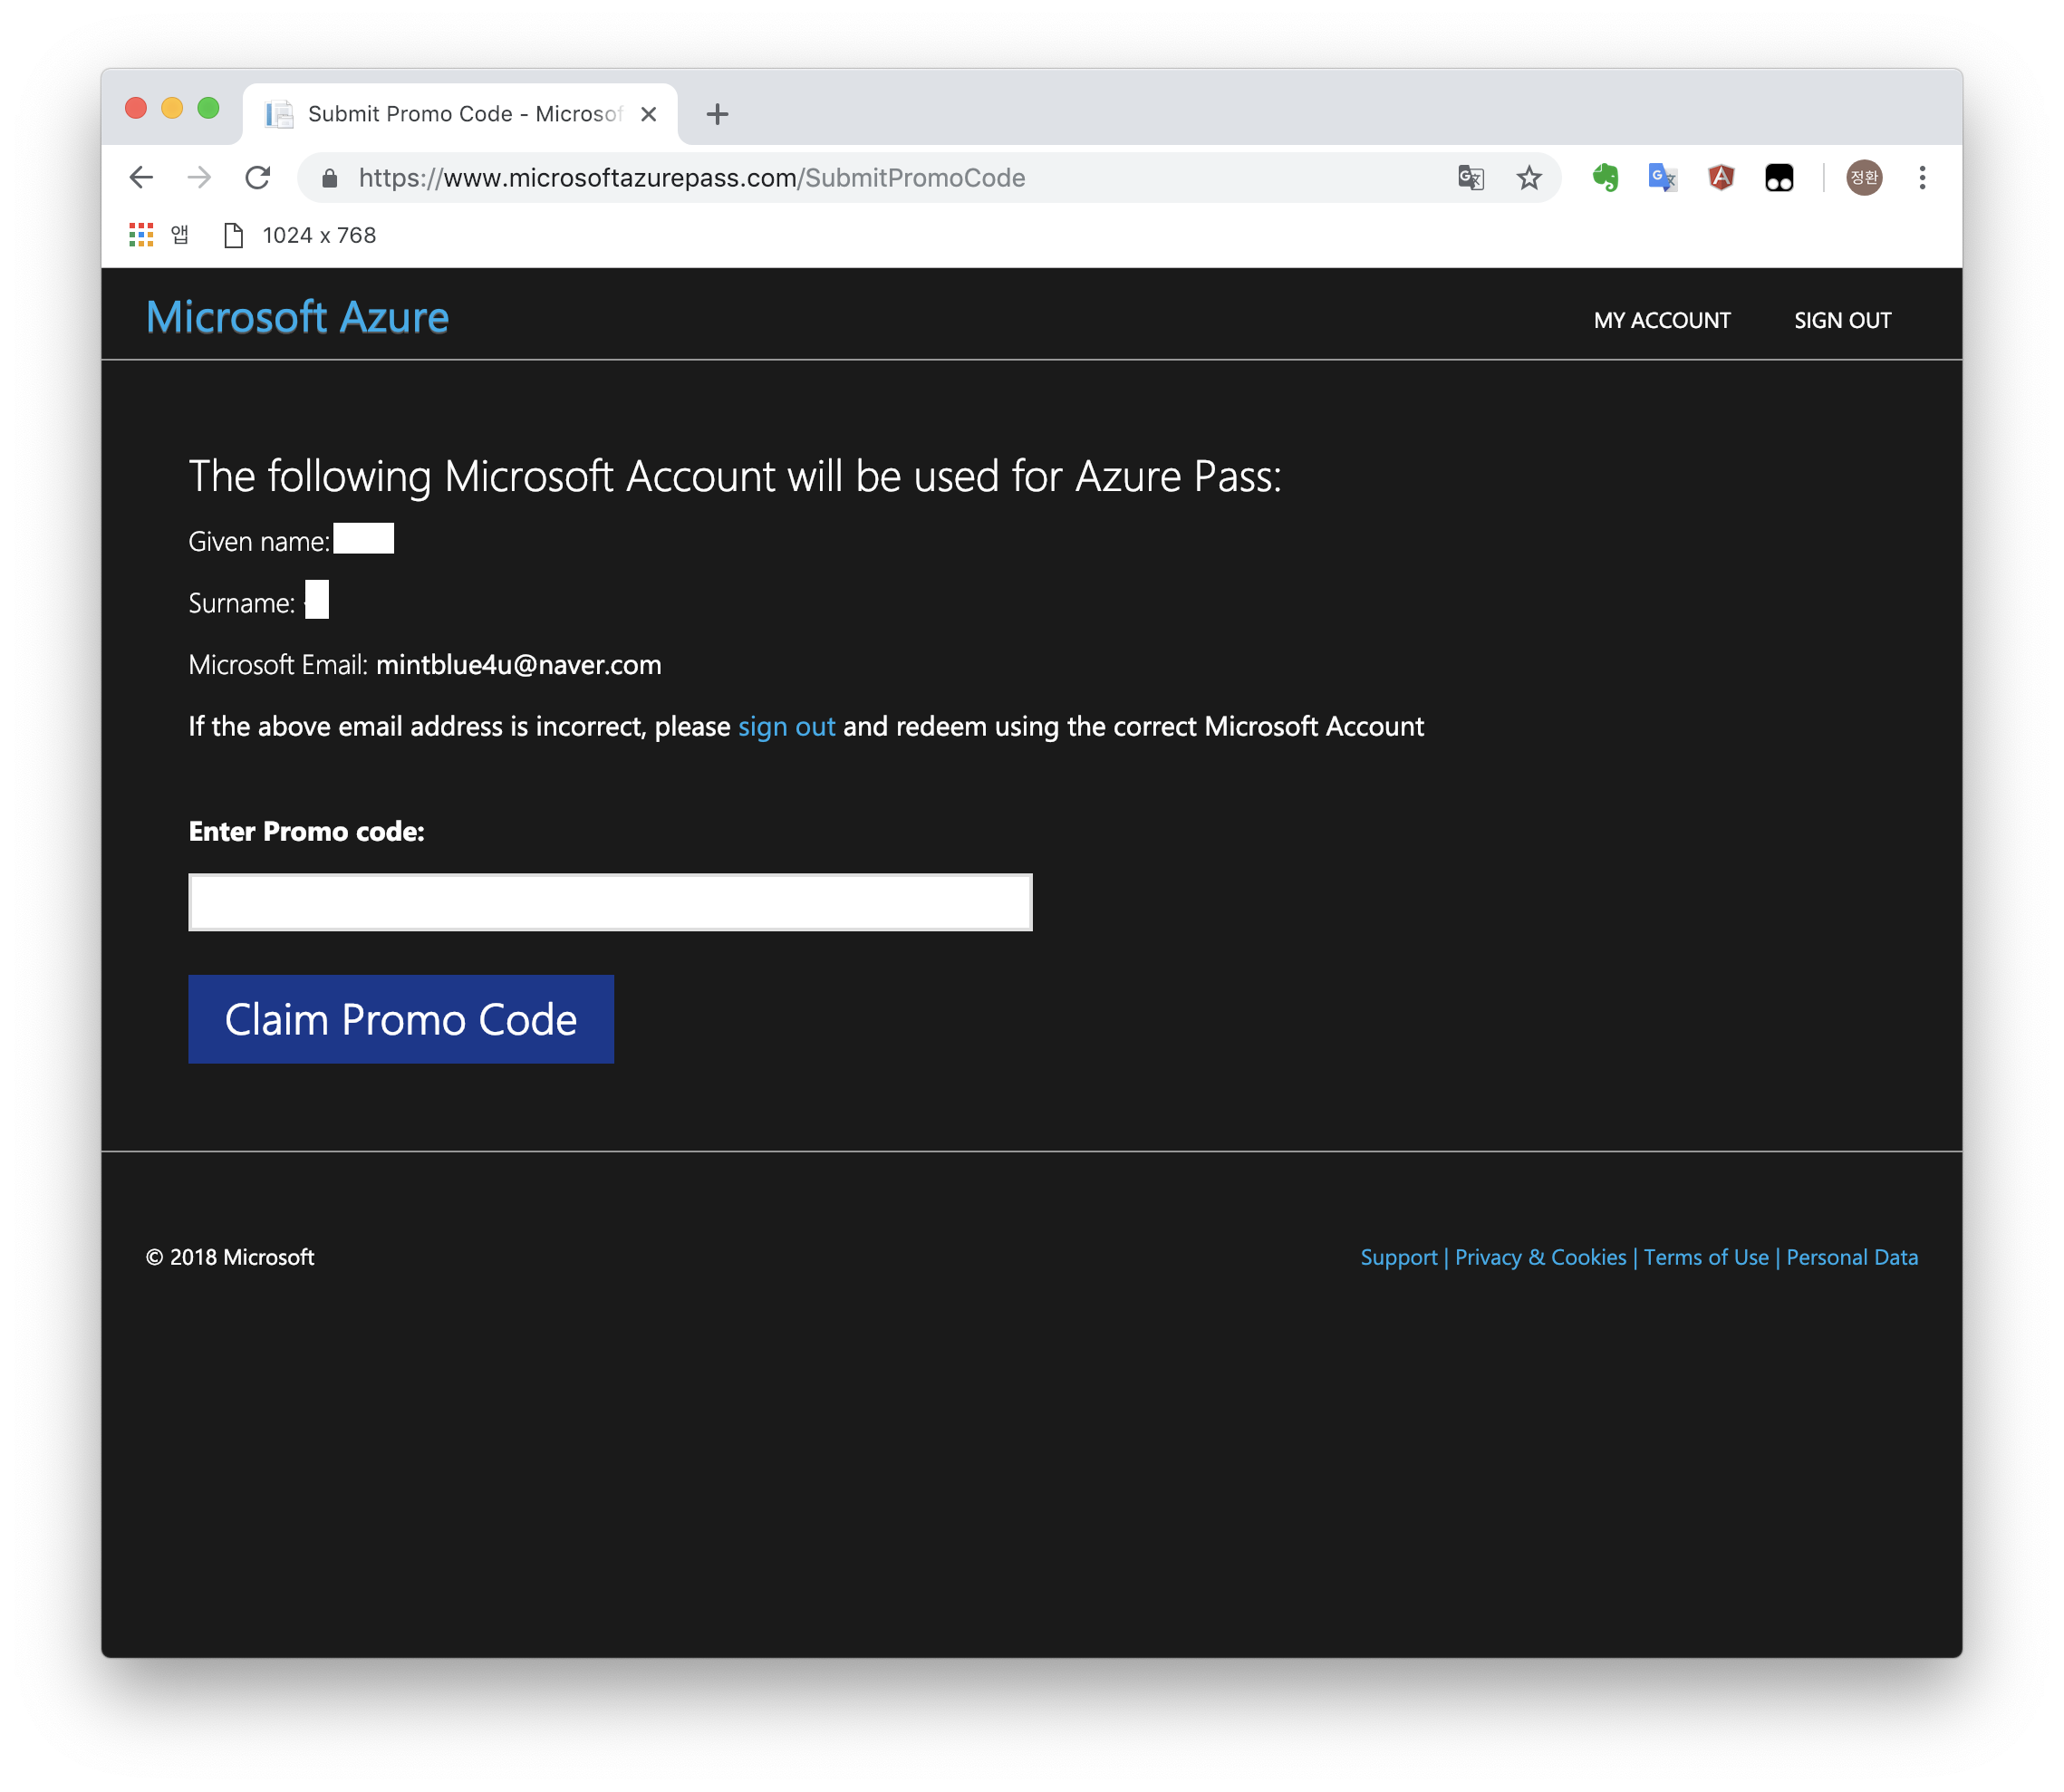 Submit Promo Code - Microsof
https://www.microsoftazurepass.com/SubmitPromoCode
정환
앱
1024 x 768
Microsoft Azure
MY ACCOUNT
SIGN OUT
The following Microsoft Account will be used for Azure Pass:
Given name:
Surname:
Microsoft Email: mintblue4u@naver.com
If the above email address is incorrect, please sign out and redeem using the correct Microsoft Account
Enter Promo code:
Claim Promo Code
© 2018 Microsoft
Support | Privacy & Cookies | Terms of Use | Personal Data